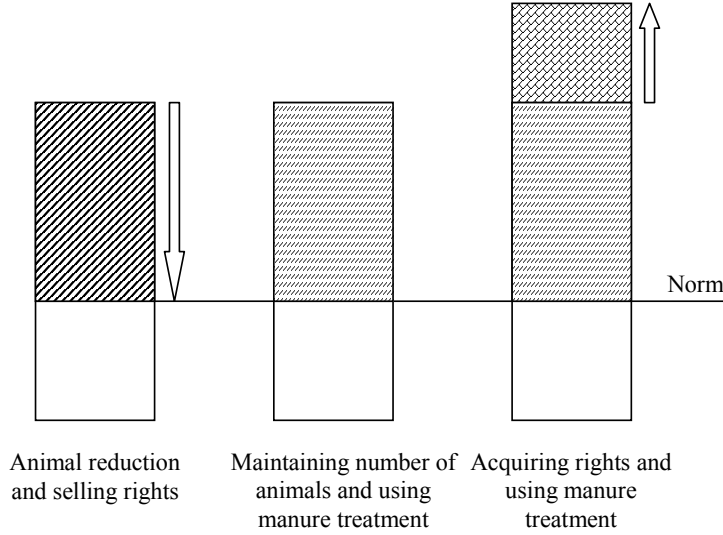 Norm
Animal reduction
and selling rights
Maintaining number of
animals and using
manure treatment
Acquiring rights and
using manure
treatment